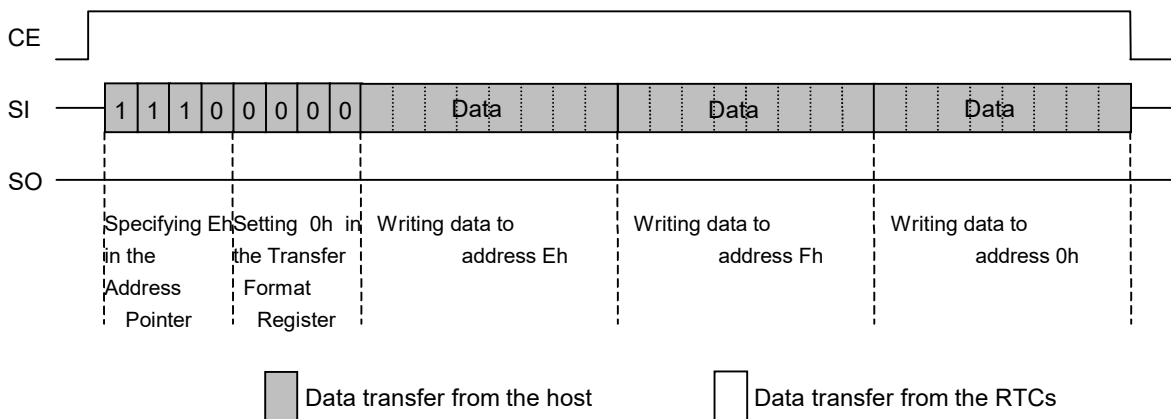 CE
SI 1 1 1 0 0 0 0 0 Data Data Data
SO
Specifying Eh Setting 0h in Writing data to Writing data to Writing data to
in the the Transfer address Eh address Fh address 0h
Address Format
Pointer Register
Data transfer from the host Data transfer from the RTCs